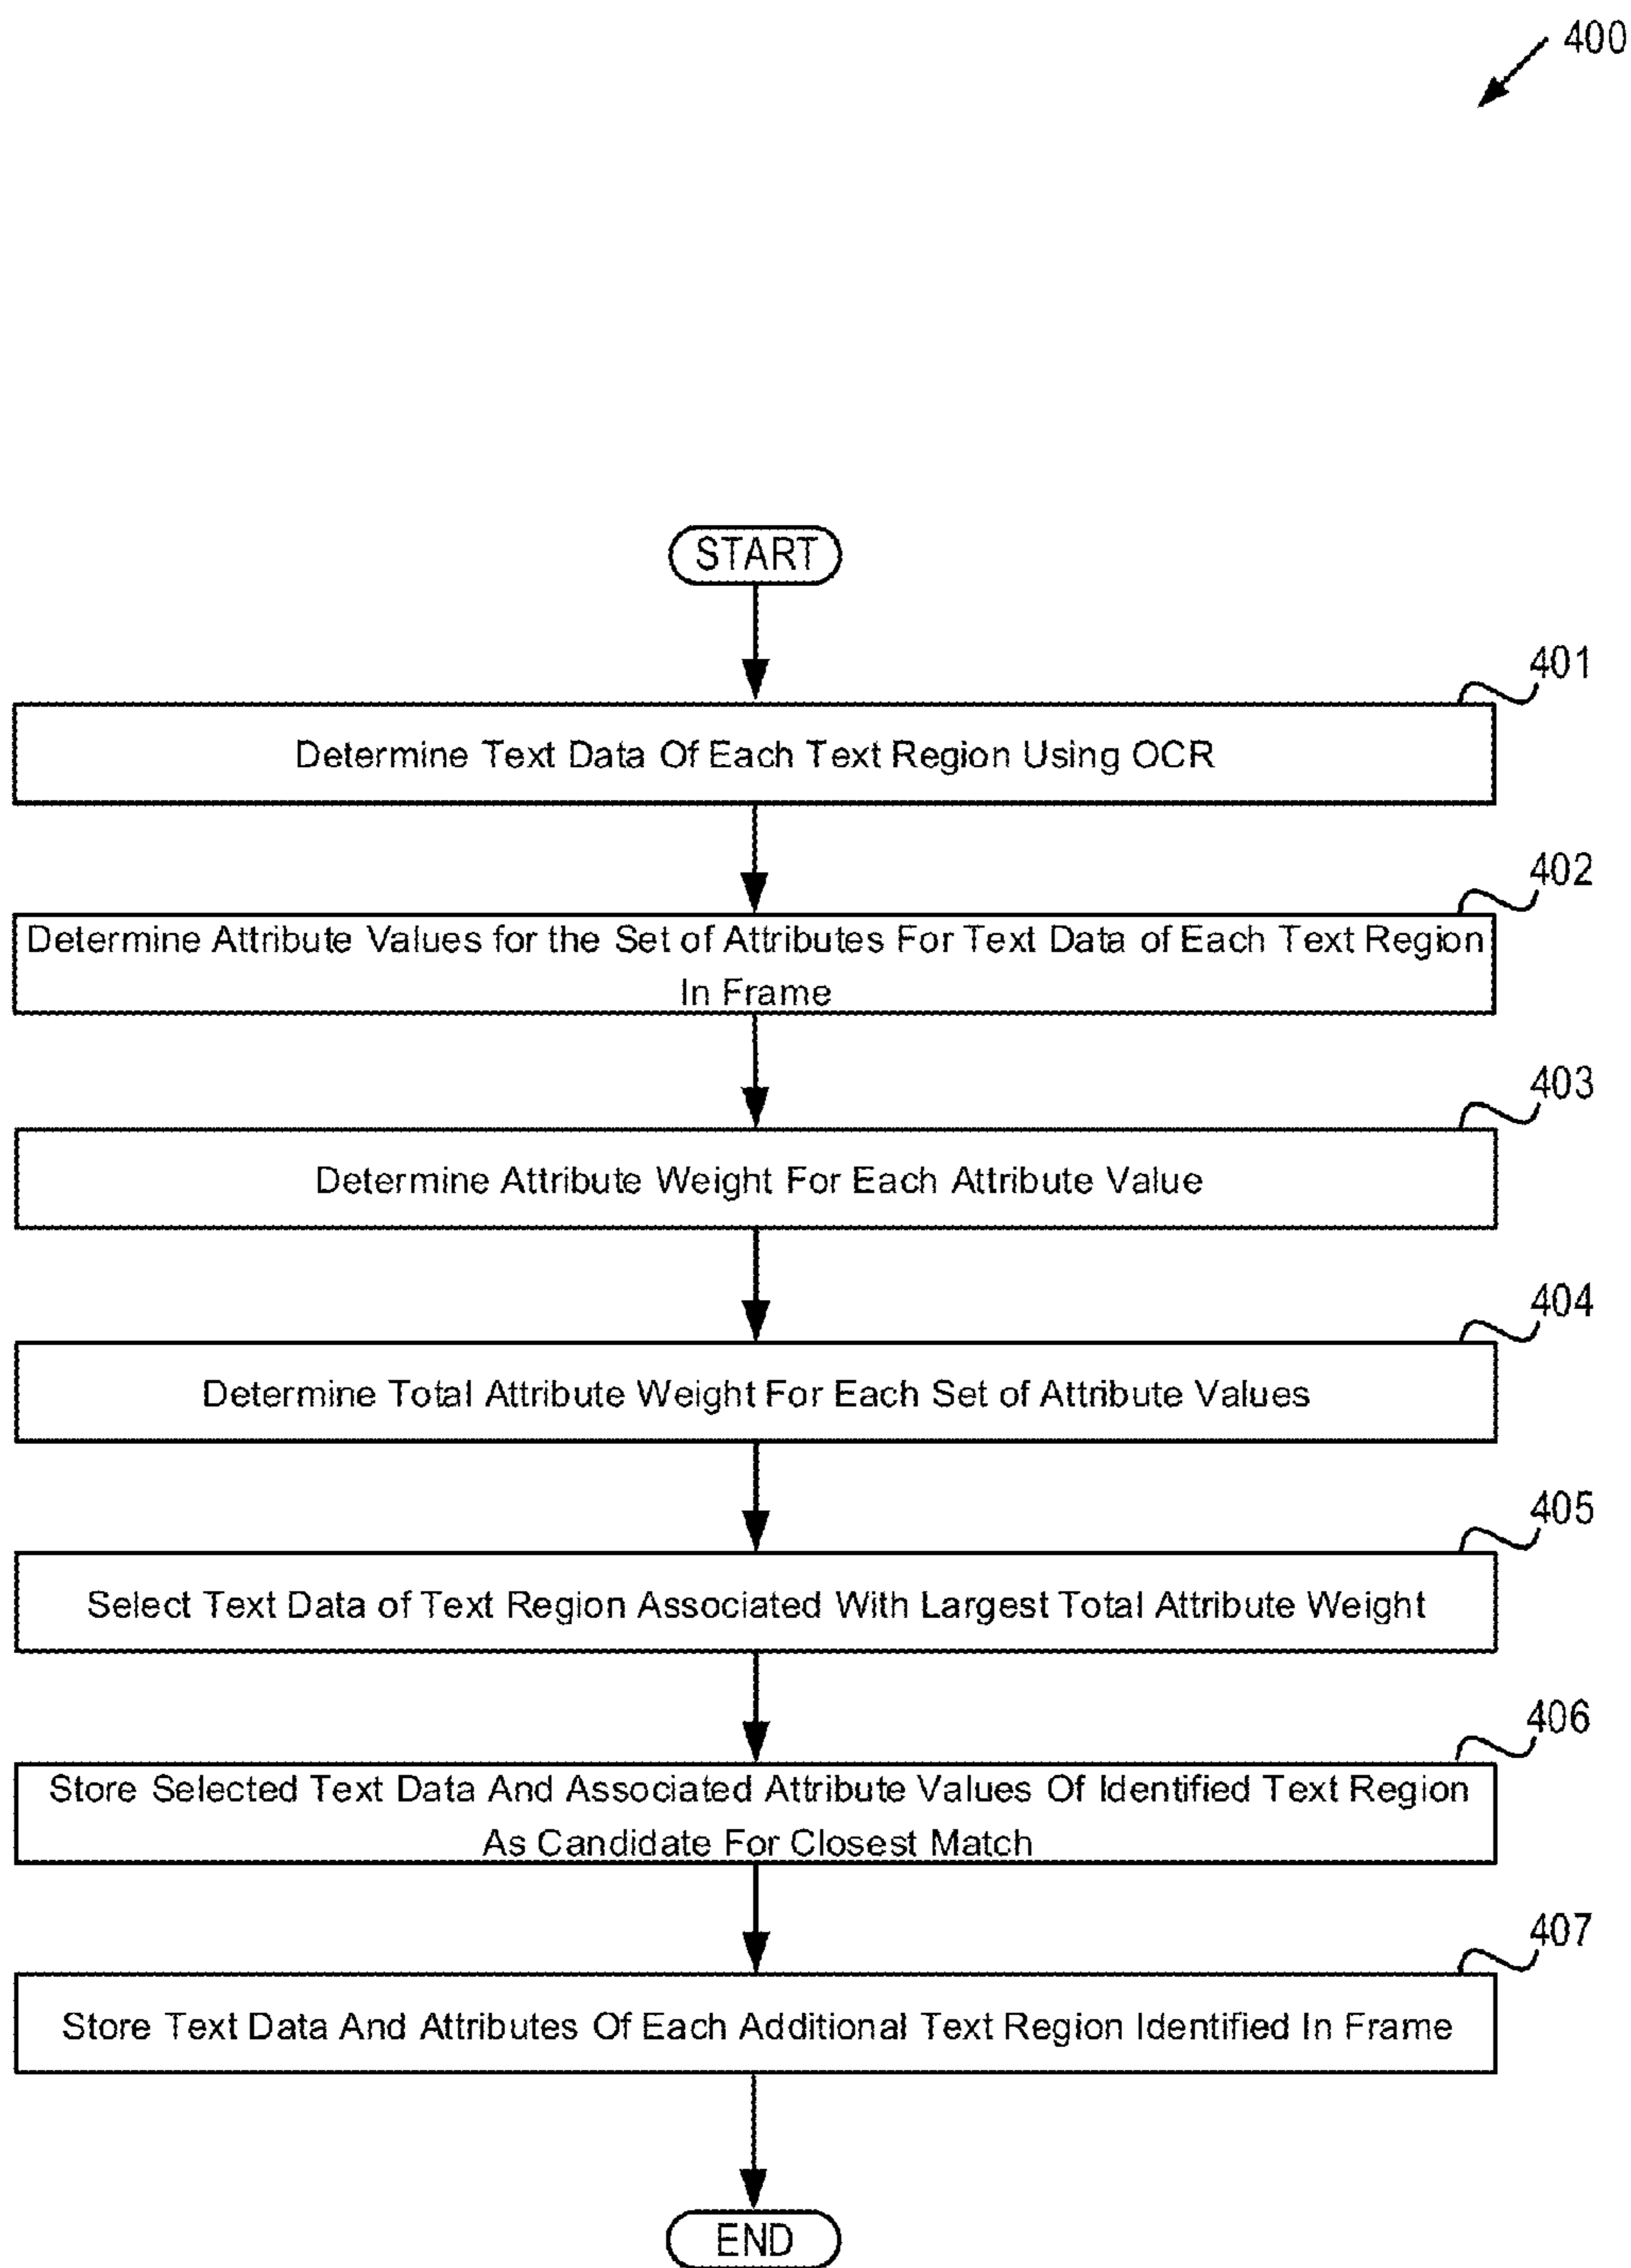 400
START
401
Determine Text Data Of Each Text Region Using OCR
402
Determine Attribute Values for the Set of Attributes For Text Data of Each Text Region
In Frame
403
Determine Attribute Weight For Each Attribute Value
404
Determine Total Attribute Weight For Each Set of Attribute Values
405
Select Text Data of Text Region Associated With Largest Total Attribute Weight
406
Store Selected Text Data And Associated Attribute Values Of Identified Text Region
As Candidate For Closest Match
407
Store Text Data And Attributes Of Each Additional Text Region Identified In Frame
END